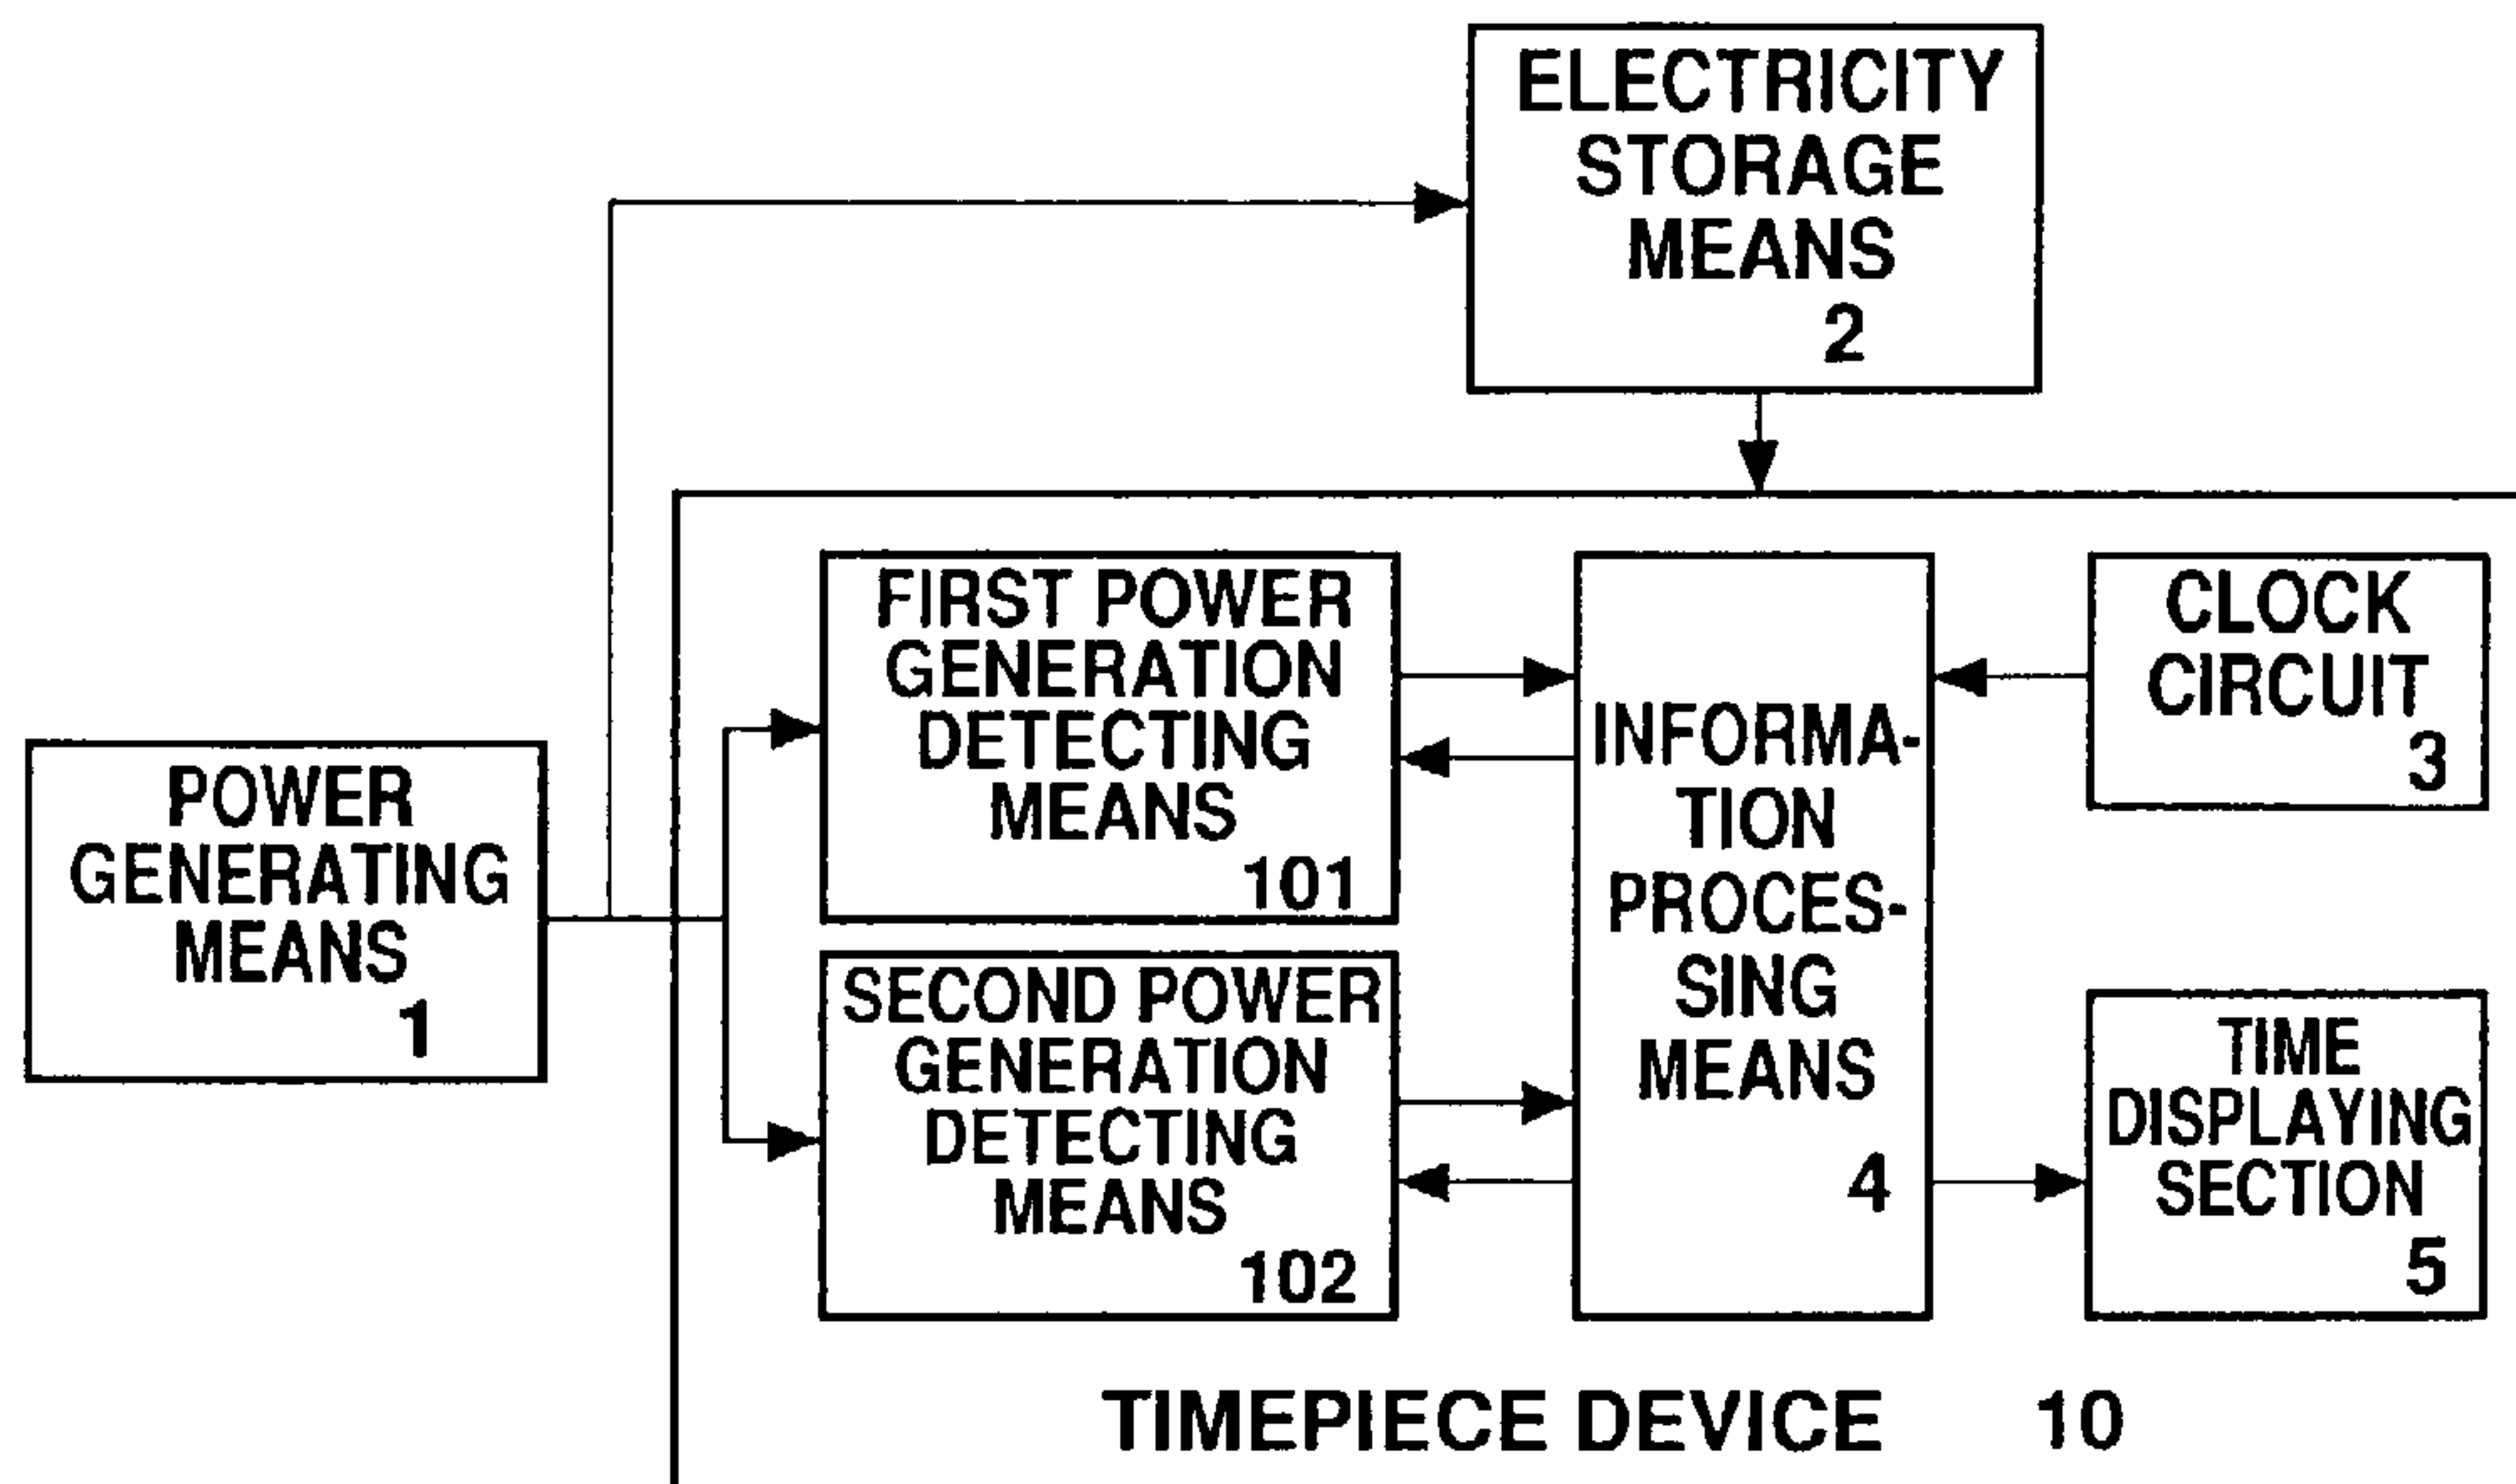 ELECTRICITY
STORAGE
MEANS
2
FIRST POWER
GENERATION
DETECTING
MEANS
101
INFORMA-
TION
PROCES-
SING
MEANS
4
CLOCK
CIRCUIT
3
POWER
GENERATING
MEANS
1
SECOND POWER
GENERATION
DETECTING
MEANS
102
TIME
DISPLAYING
SECTION
5
TIMEPIECE DEVICE 10